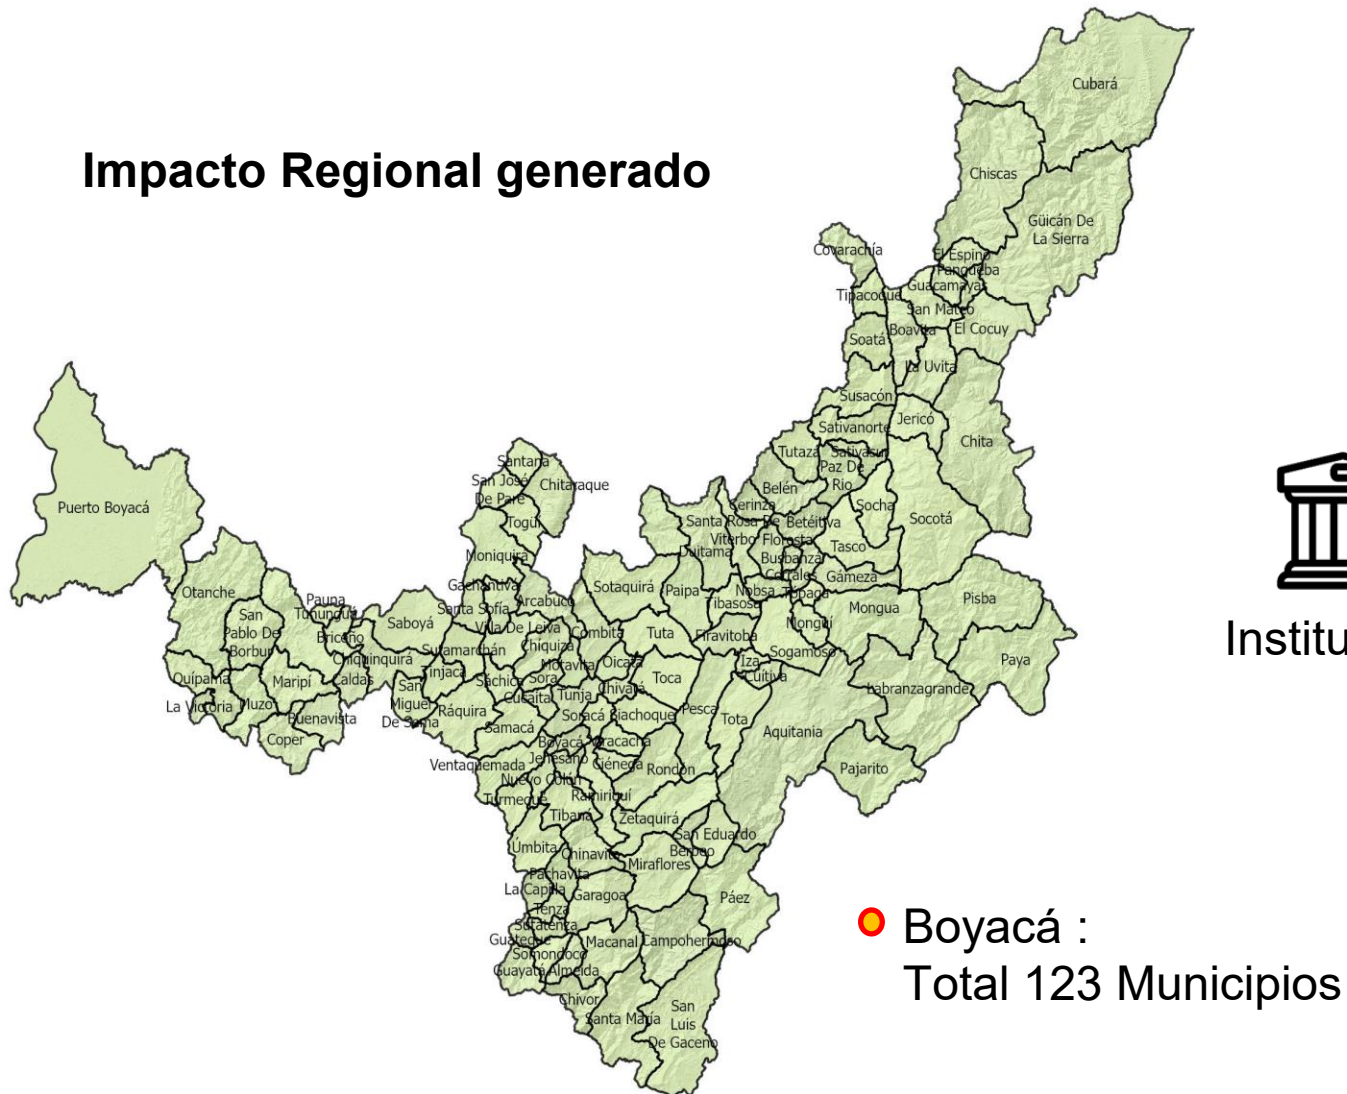 Impacto Regional generado
Cubará
Chiscas
Güicán De
La Sierra
Covarachía
El Espino
Panqueba
Guacamayas
Tipacoque
San Mateo
Boavita
El Cocuy
Soatá
La Uvita
Susacón
Jericó
Sativanorte
Chita
Tutazá
Sativasur
Paz De
Rio
Belén
Socha
Socotá
Cerinza
Santa Rosa De
Viterbo
Betéitiva
Floresta
Duitama
Busbanzá
Tasco
Corrales
Gámeza
Santana
San José
De Pare
Chitaraque
Togüí
Moniquirá
Puerto Boyacá
Otanche
Pauna
Tununguá
San
Pablo De
Borbur
Briceño
Saboyá
Gachantivá
Santa Sofía
Arcabuco
Villa De Leiva
Sotaquirá
Paipa
Tibasosa
Nobsa
Tópaga
Mongua
Pisba
Combita
Tuta
Firavitoba
Monguí
Sogamoso
Chiquinquirá
Sutamarchán
Chiquiza
Motavita
Oicatá
Iza
Cuítiva
Paya
Quípama
Maripí
Caldas
Tinjacá
Sáchica
Sora
Chivatá
Toca
Labranzagrande
La Victoria
Muzo
Buenavista
San
Miguel
De Sema
Ráquira
Cucaita
Tunja
Samacá
Soracá
Siachoque
Pesca
Tota
Aquitania
Coper
Boyacá
Viracachá
Ventaquemada
Jenesano
Ciénega
Rondón
Pajarito
Nuevo Colón
Turmequé
Ramiriquí
Tibaná
Zetaquirá
San Eduardo
Úmbita
Chinavita
Berbeo
Miraflores
Pachavita
La Capilla
Garagoa
Páez
Tenza
Sutatenza
Guateque
Macanal
Campohermoso
Somondoco
Guayatá
Almeida
Chivor
Santa María
San
Luis
De Gaceno
Boyacá :
Total 123 Municipios